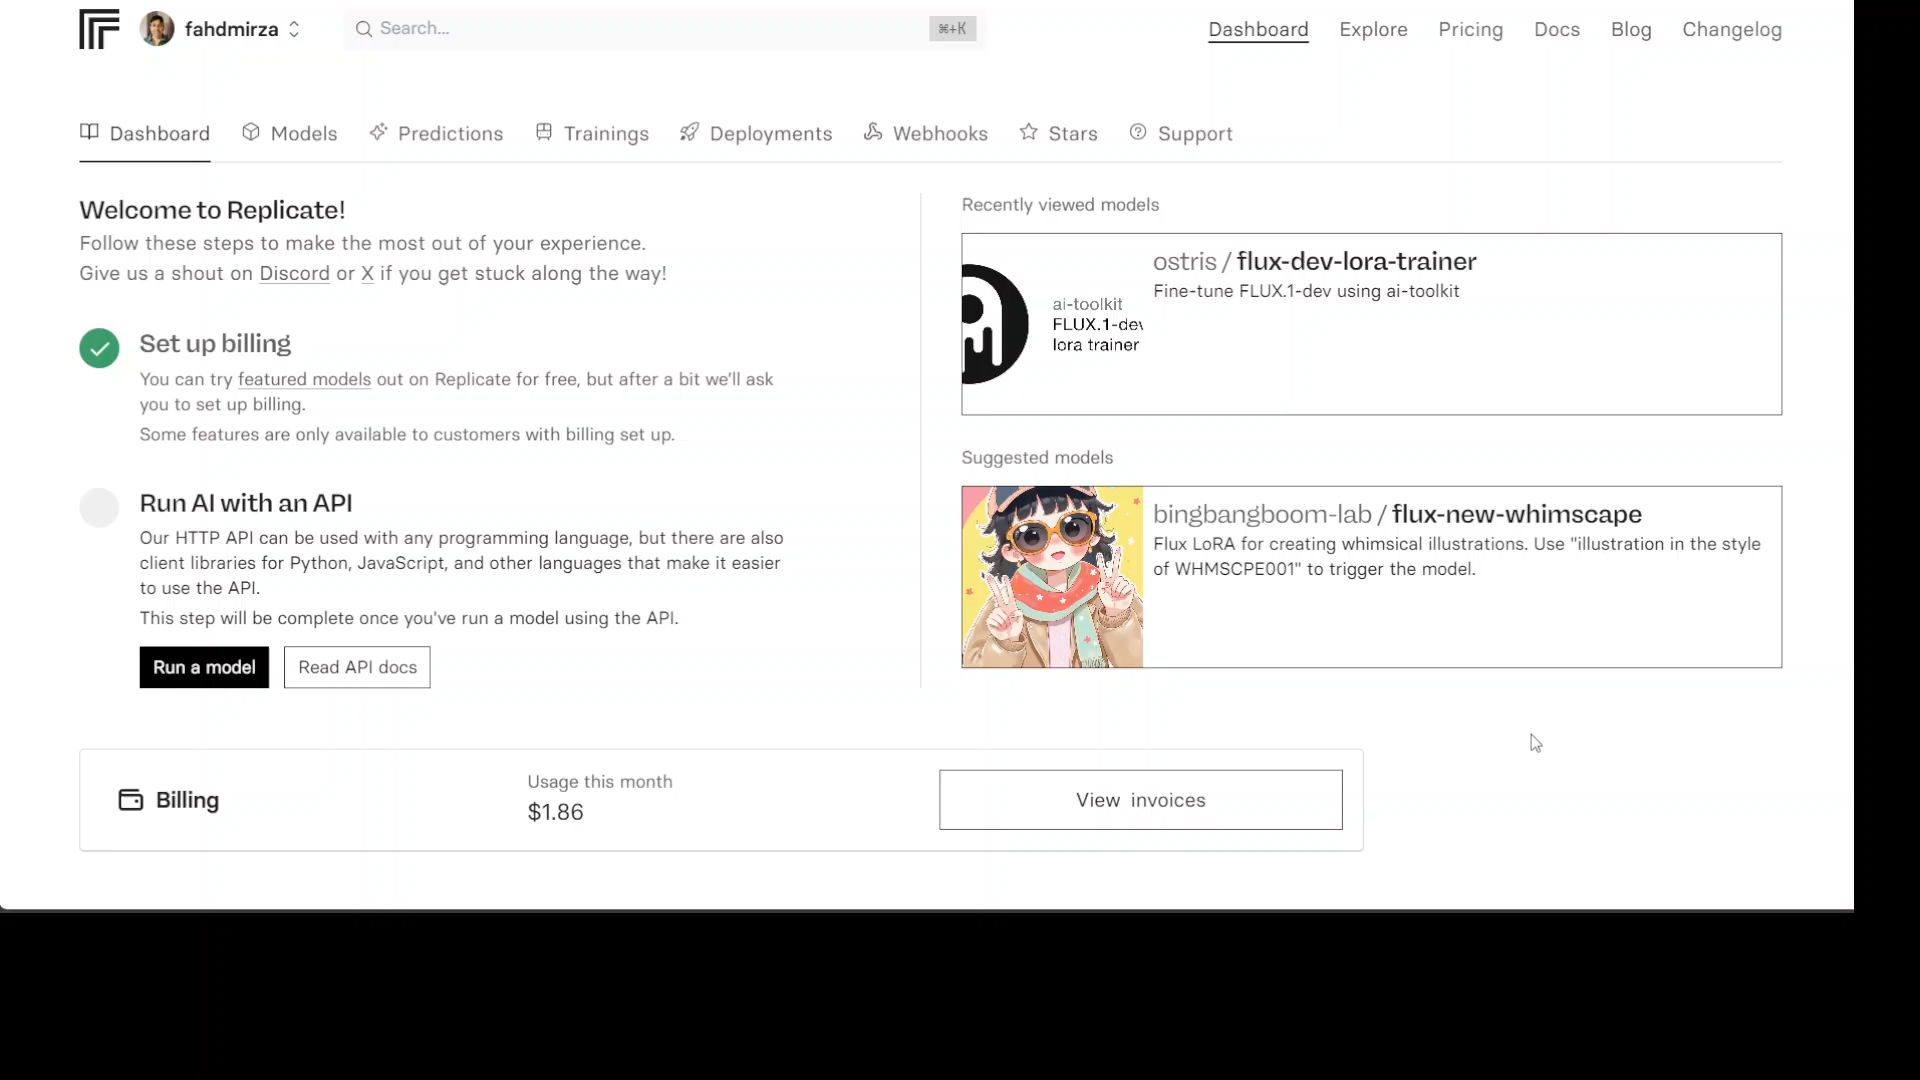 fahdmirza
Search...
⌘+K
Dashboard
Explore
Pricing
Docs
Blog
Changelog
Dashboard
Models
Predictions
Trainings
Deployments
Webhooks
Stars
Support
Welcome to Replicate!
Follow these steps to make the most out of your experience.
Give us a shout on Discord or X if you get stuck along the way!
Set up billing
You can try featured models out on Replicate for free, but after a bit we'll ask
you to set up billing.
Some features are only available to customers with billing set up.
Run AI with an API
Our HTTP API can be used with any programming language, but there are also
client libraries for Python, JavaScript, and other languages that make it easier
to use the API.
This step will be complete once you've run a model using the API.
Run a model
Read API docs
Recently viewed models
ai-toolkit
FLUX.1-dev
lora trainer
ostris / flux-dev-lora-trainer
Fine-tune FLUX.1-dev using ai-toolkit
Suggested models
bingbangboom-lab / flux-new-whimscape
Flux LoRA for creating whimsical illustrations. Use "illustration in the style
of WHMSCPE001" to trigger the model.
Billing
Usage this month
$1.86
View invoices